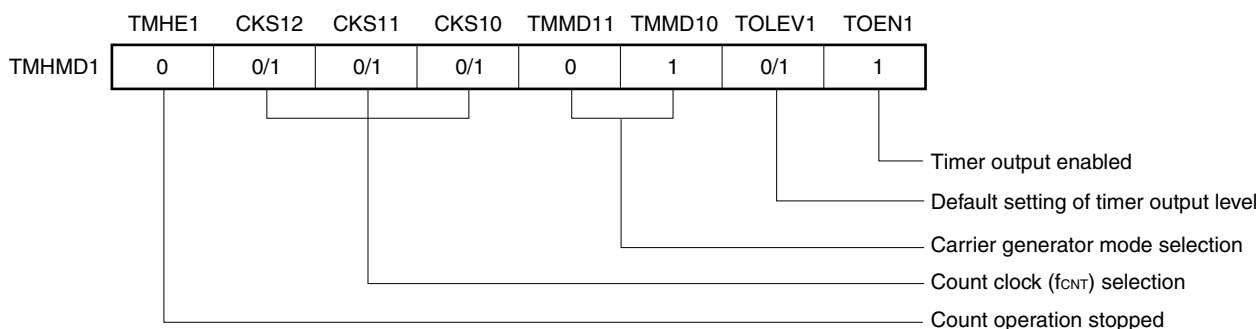 TMHE1 CKS12 CKS11 CKS10 TMMD11 TMMD10 TOLEV1 TOEN1
TMHMD1 0 0/1 0/1 0/1 0 1 0/1 1
Timer output enabled
Default setting of timer output level
Carrier generator mode selection
Count clock (fCNT) selection
Count operation stopped